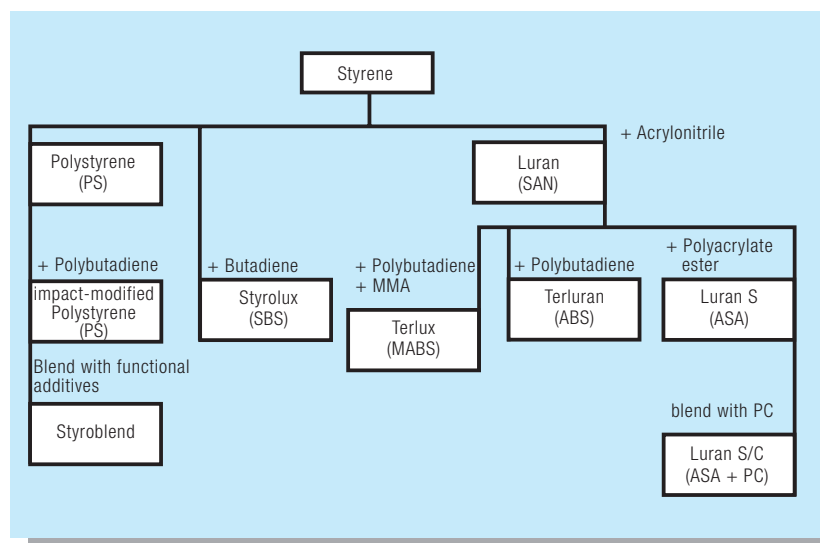 Styrene
+ Acrylonitrile
Polystyrene
(PS)
Luran
(SAN)
+ Polybutadiene
impact-modified
Polystyrene
(PS)
+ Butadiene
Styrolux
(SBS)
+ Polybutadiene
+ MMA
Terlux
(MABS)
+ Polybutadiene
Terluran
(ABS)
+ Polyacrylate
ester
Luran S
(ASA)
Blend with functional
additives
Styroblend
blend with PC
Luran S/C
(ASA + PC)